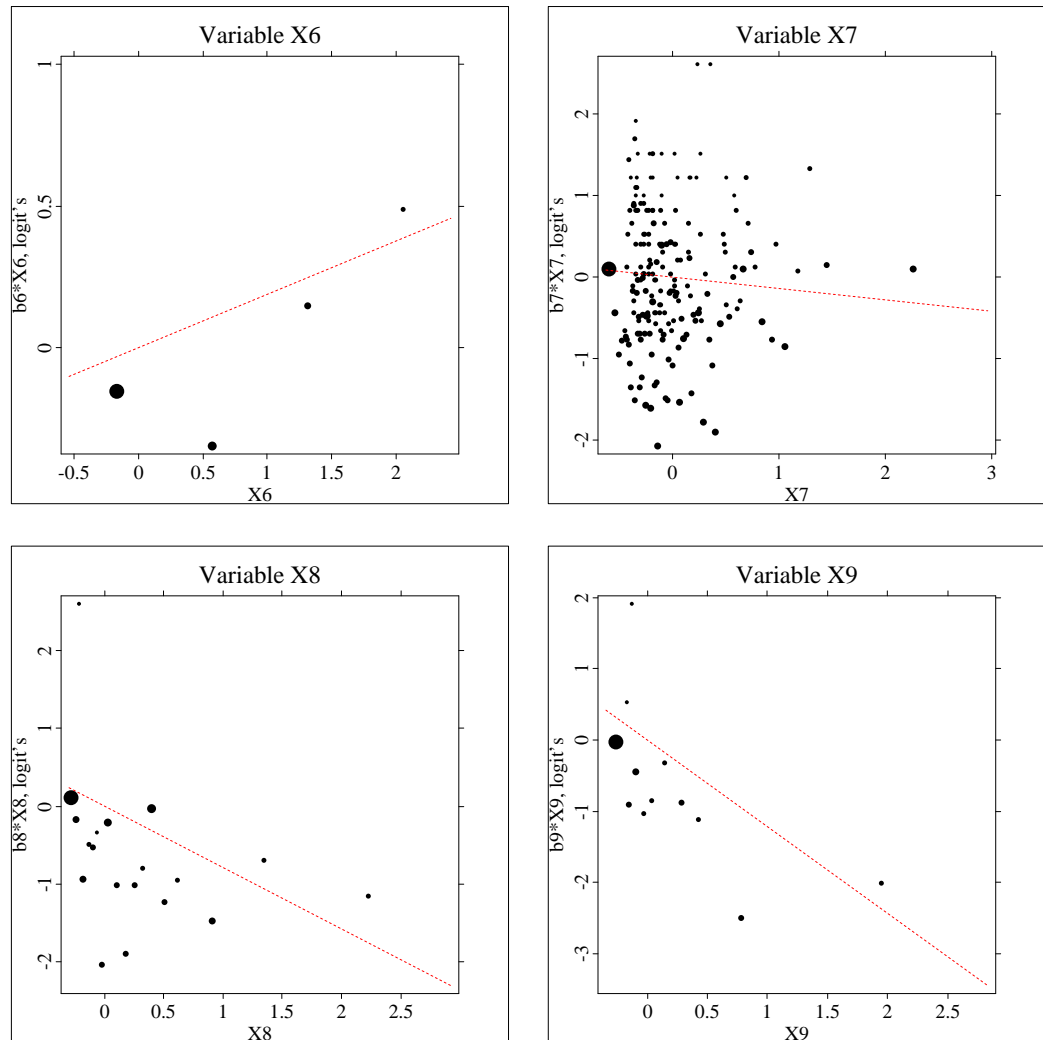 Variable X6
b6*X6, logit's
0 0.5 1
-0.5 0 0.5 1 1.5 2
X6
Variable X7
b7*X7, logit's
-2 -1 0 1 2
0 1 2 3
X7
Variable X8
b8*X8, logit's
-2 -1 0 1 2
0 0.5 1 1.5 2 2.5
X8
Variable X9
b9*X9, logit's
-3 -2 -1 0 1 2
0 0.5 1 1.5 2 2.5
X9